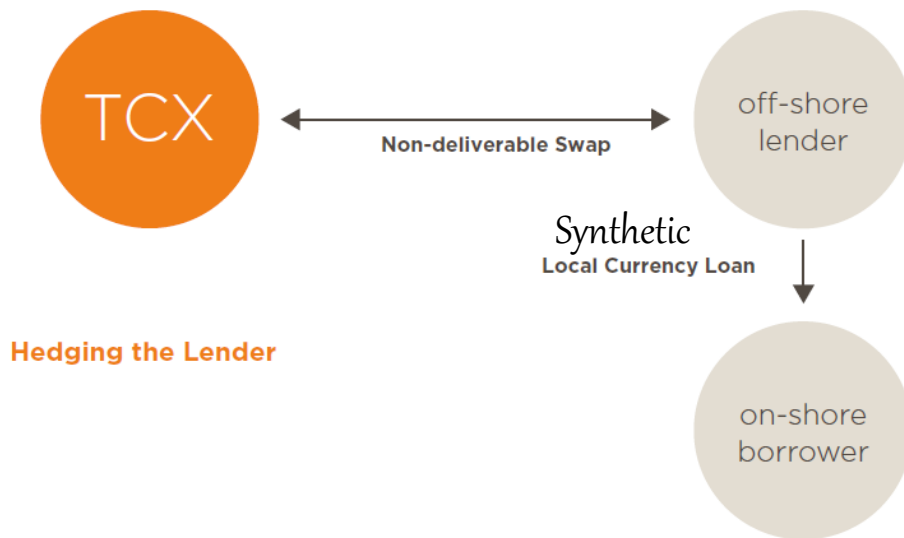 TCX
off-shore
lender
Non-deliverable Swap
Synthetic
Local Currency Loan
Hedging the Lender
on-shore
borrower